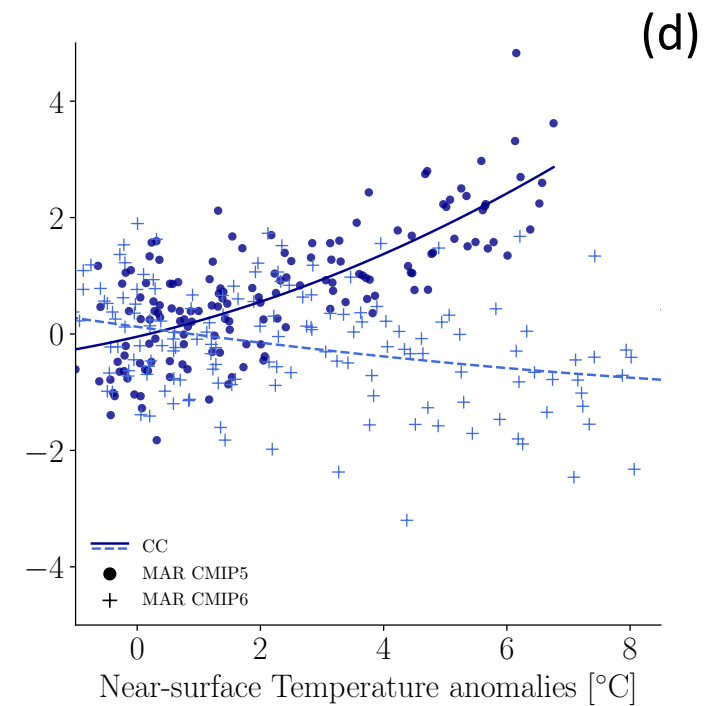 (d)
4
2
0
−2
−4
CC
MAR CMIP5
MAR CMIP6
0 2 4 6 8
Near-surface Temperature anomalies [°C]